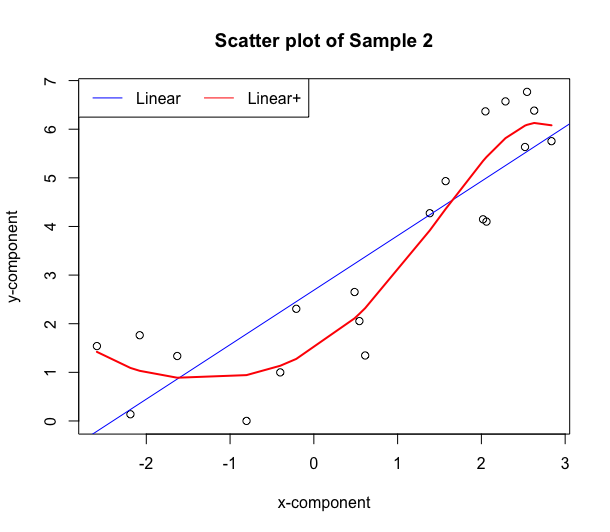 Scatter plot of Sample 2
Linear Linear+
y-component
7
6
5
4
3
2
1
0
-2 -1 0 1 2 3
x-component